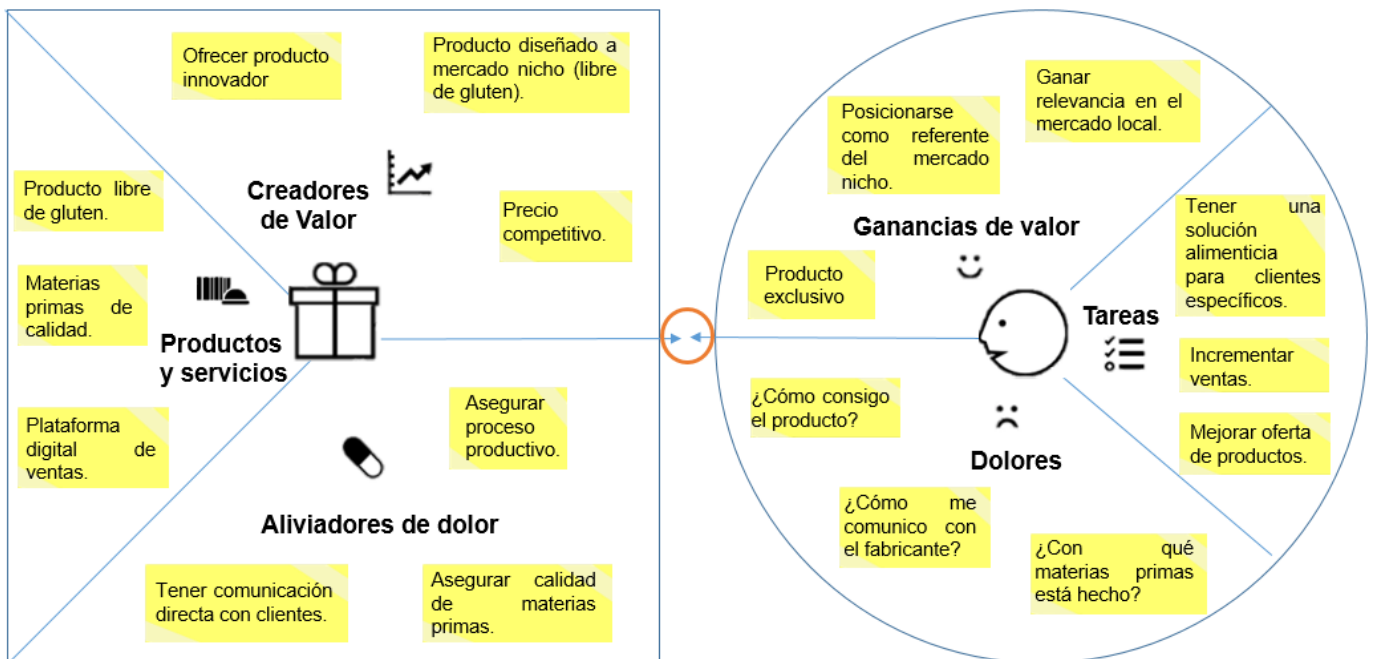 Ofrecer producto
innovador
Producto diseñado a
mercado nicho (libre
de gluten).
Producto libre
de gluten.
Creadores
de Valor
Precio
competitivo.
Materias
primas de
calidad.
Productos
y servicios
Plataforma
digital de
ventas.
Asegurar
proceso
productivo.
Aliviadores de dolor
Tener comunicación
directa con clientes.
Asegurar calidad
de materias
primas.
Ganar
relevancia en el
mercado local.
Posicionarse
como referente
del mercado
nicho.
Ganancias de valor
Producto
exclusivo
Tener una
solución
alimenticia
para clientes
específicos.
Tareas
Incrementar
ventas.
Mejorar oferta
de productos.
¿Cómo consigo
el producto?
Dolores
¿Cómo me
comunico con
el fabricante?
¿Con qué
materias primas
está hecho?